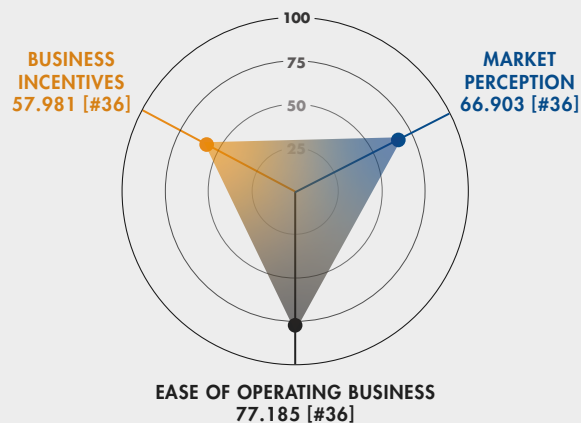 100
75
50
25
BUSINESS
INCENTIVES
57.981 [#36]
MARKET
PERCEPTION
66.903 [#36]
EASE OF OPERATING BUSINESS
77.185 [#36]